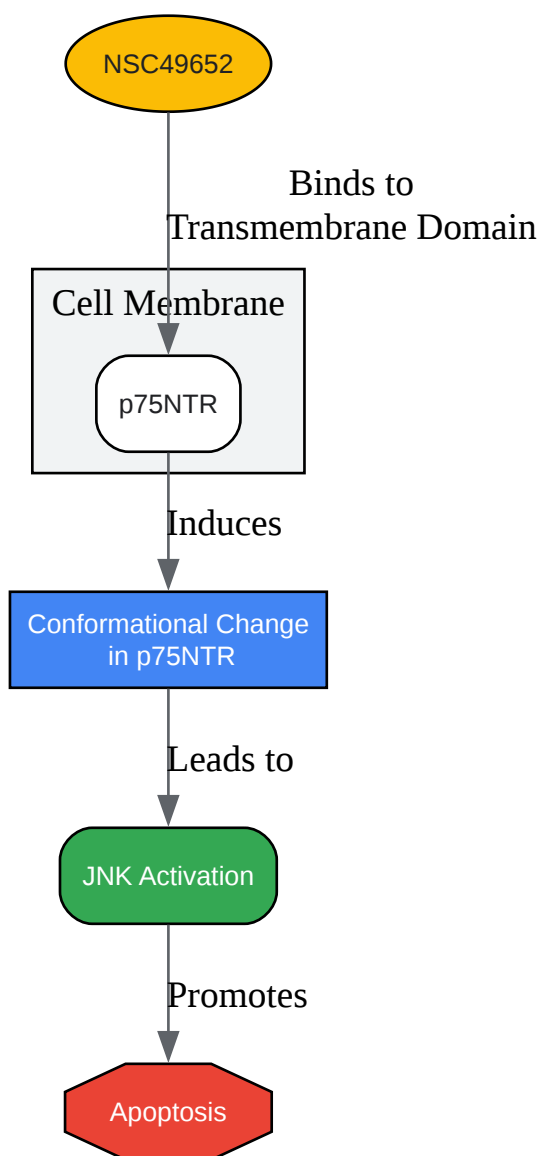 NSC49652
Binds to
Transmembrane Domain
Cell Membrane
p75NTR
Induces
Conformational Change
in p75NTR
Leads to
JNK Activation
Promotes
Apoptosis